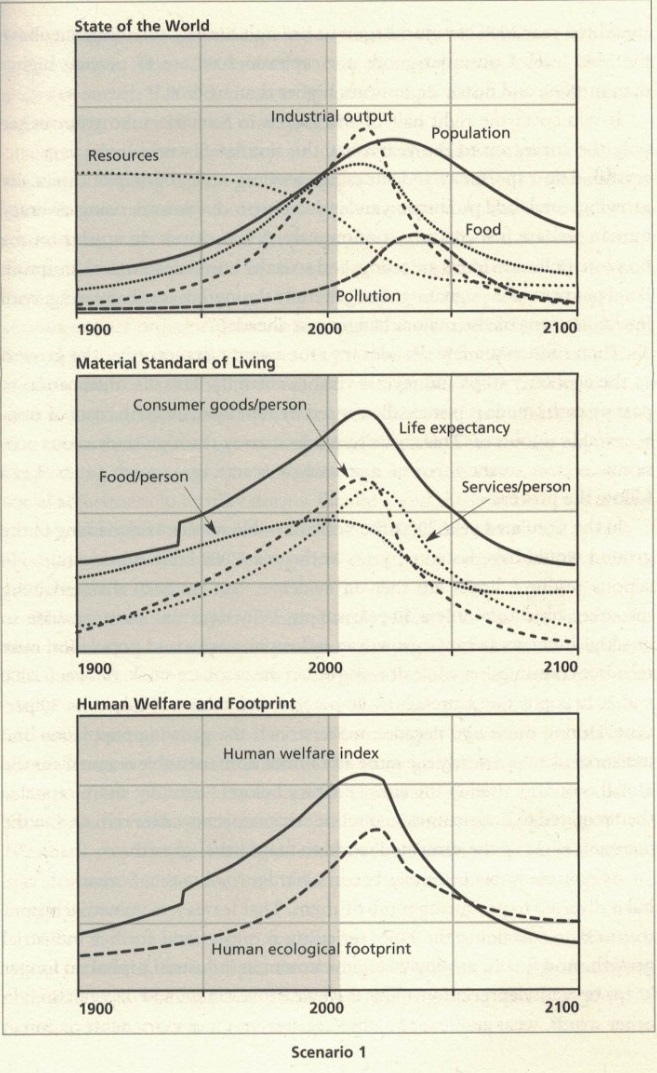 State of the World
Industrial output
Population
Resources
Food
Pollution
1900 2000 2100
Material Standard of Living
Consumer goods/person
Life expectancy
Food/person
Services/person
1900 2000 2100
Human Welfare and Footprint
Human welfare index
Human ecological footprint
1900 2000 2100
Scenario 1